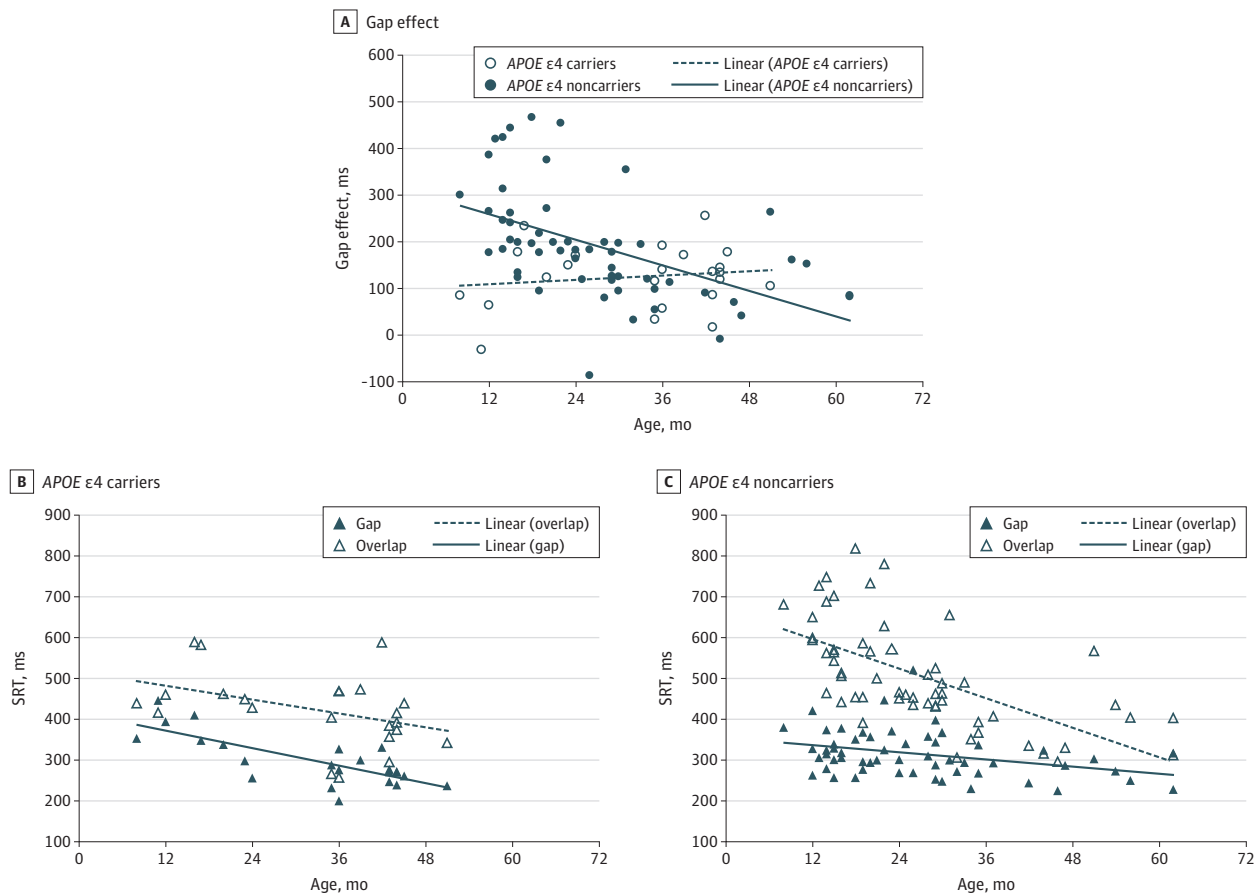 A Gap effect
APOE ε4 carriers
Linear (APOE ε4 carriers)
APOE ε4 noncarriers
Linear (APOE ε4 noncarriers)
600
500
400
300
200
100
0
-100
Gap effect, ms
0 12 24 36 48 60 72
Age, mo
B APOE ε4 carriers
Gap
Linear (overlap)
Overlap
Linear (gap)
900
800
700
600
500
400
300
200
100
SRT, ms
0 12 24 36 48 60 72
Age, mo
C APOE ε4 noncarriers
Gap
Linear (overlap)
Overlap
Linear (gap)
900
800
700
600
500
400
300
200
100
SRT, ms
0 12 24 36 48 60 72
Age, mo